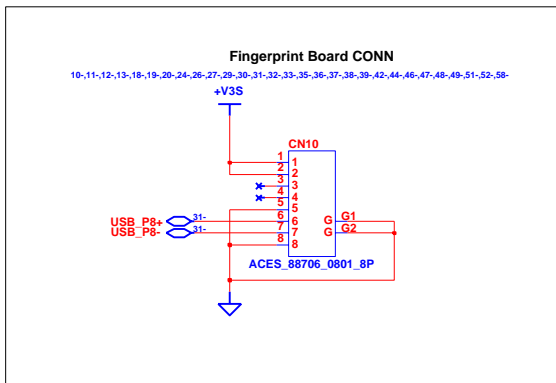 Fingerprint Board CONN
10-,11-,12-,13-,18-,19-,20-,24-,26-,27-,29-,30-,31-,32-,33-,35-,36-,37-,38-,39-,42-,44-,46-,47-,48-,49-,51-,52-,58-
+V3S
CN10
1 1
2 2
3 3
4 4
5 5
USB_P8+ 31- 6 6 G G1
USB_P8- 31- 7 7 G G2
8 8
ACES_88706_0801_8P